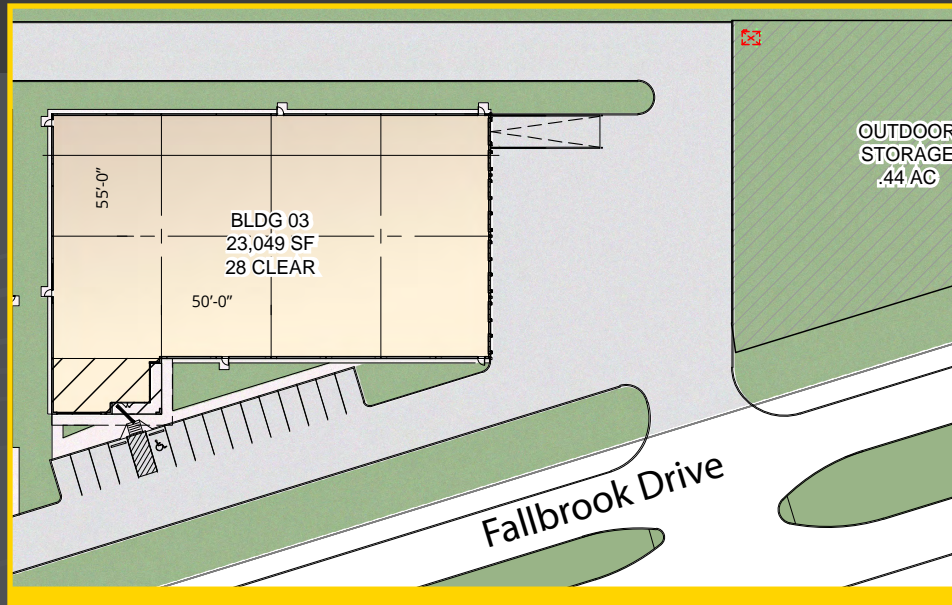 OUTDOOR
STORAGE
.44 AC
55'-0"
BLDG 03
23,049 SF
28 CLEAR
50'-0"
Fallbrook Drive